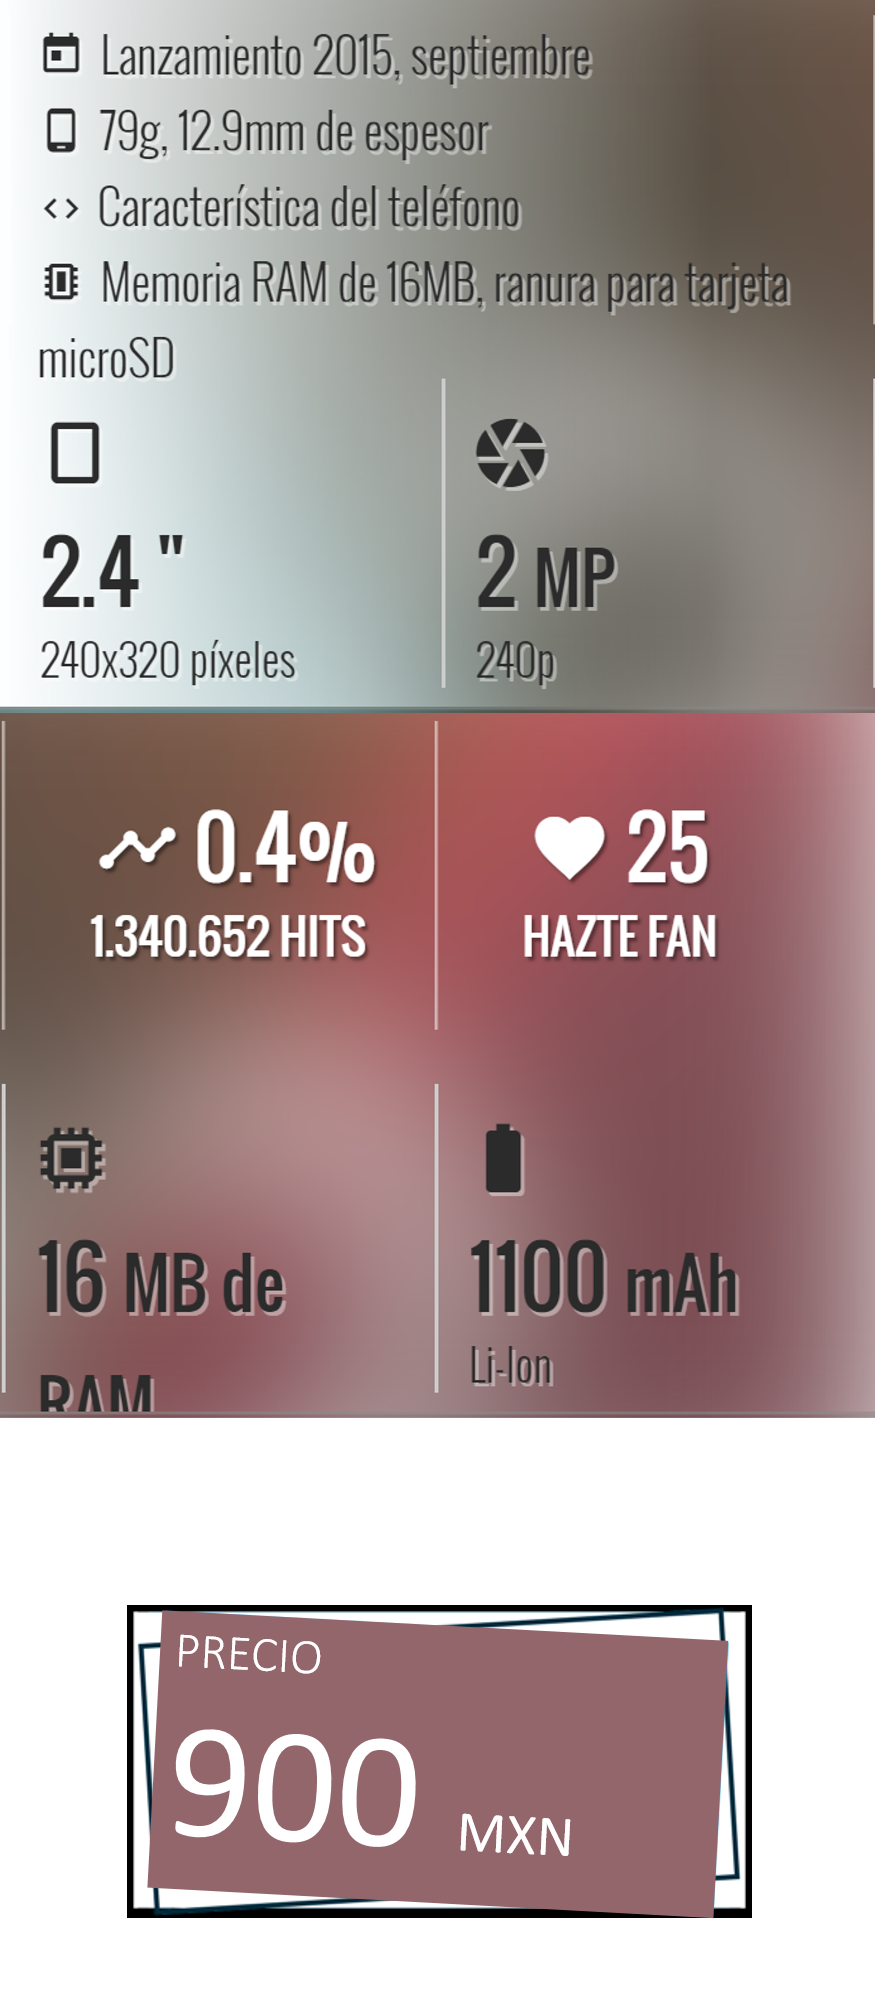 Lanzamiento 2015, septiembre
79g, 12.9mm de espesor
Característica del teléfono
Memoria RAM de 16MB, ranura para tarjeta
microSD
2.4 "
240x320 píxeles
2 MP
240p
0.4%
1.340.652 HITS
25
HAZTE FAN
16 MB de
RAM
1100 mAh
Li-Ion
PRECIO
900 MXN